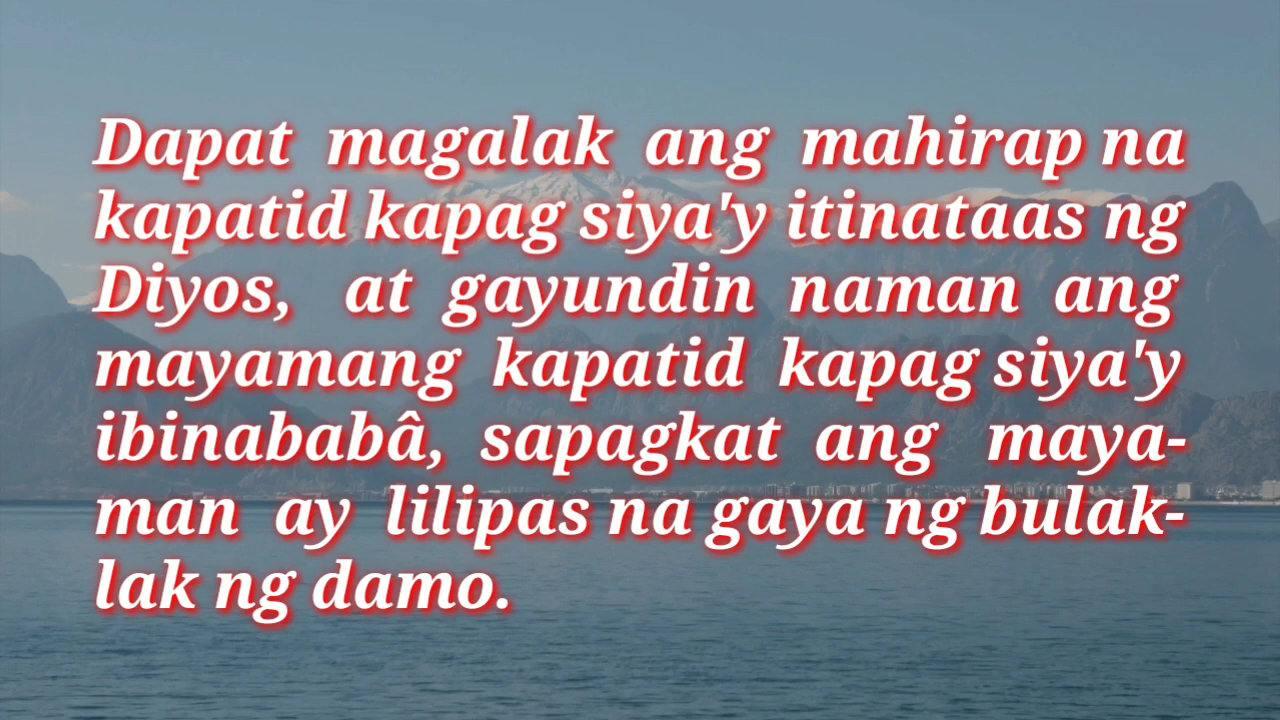 Dapat magalak ang mahirap na
kapatid kapag siya'y itinataas ng
Diyos, at gayundin naman ang
mayamang kapatid kapag siya'y
ibinababâ, sapagkat ang maya-
man ay lilipas na gaya ng bulak-
lak ng damo.